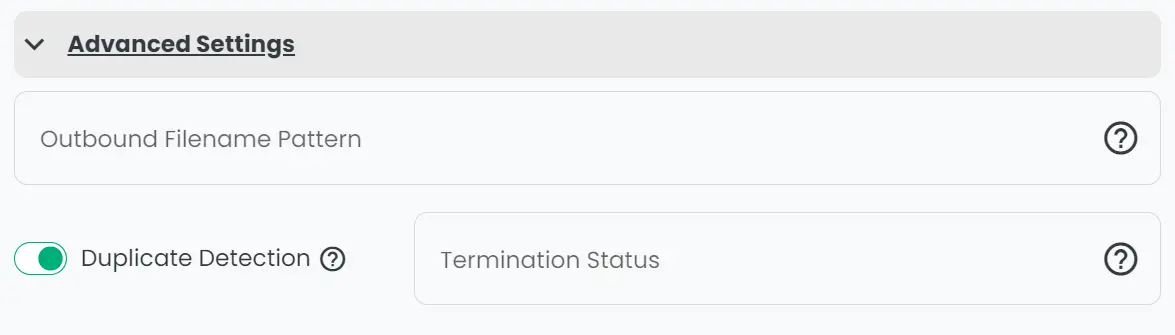 Advanced Settings
Outbound Filename Pattern
Duplicate Detection
Termination Status